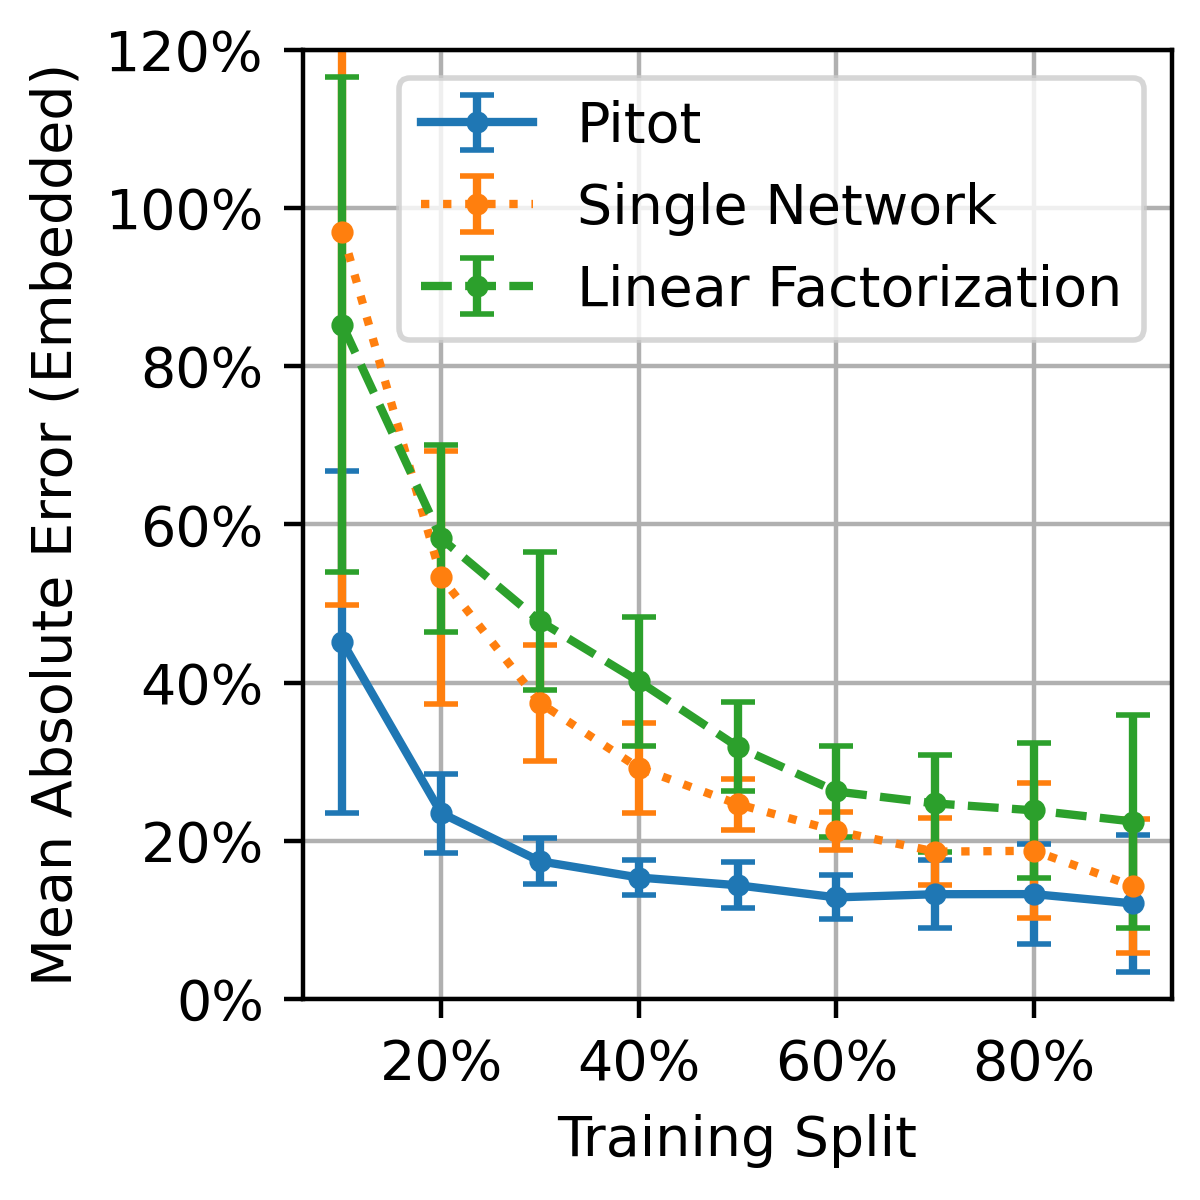 Mean Absolute Error (Embedded)
120%
100%
80%
60%
40%
20%
0%
Pitot
Single Network
Linear Factorization
20%
40%
60%
80%
Training Split